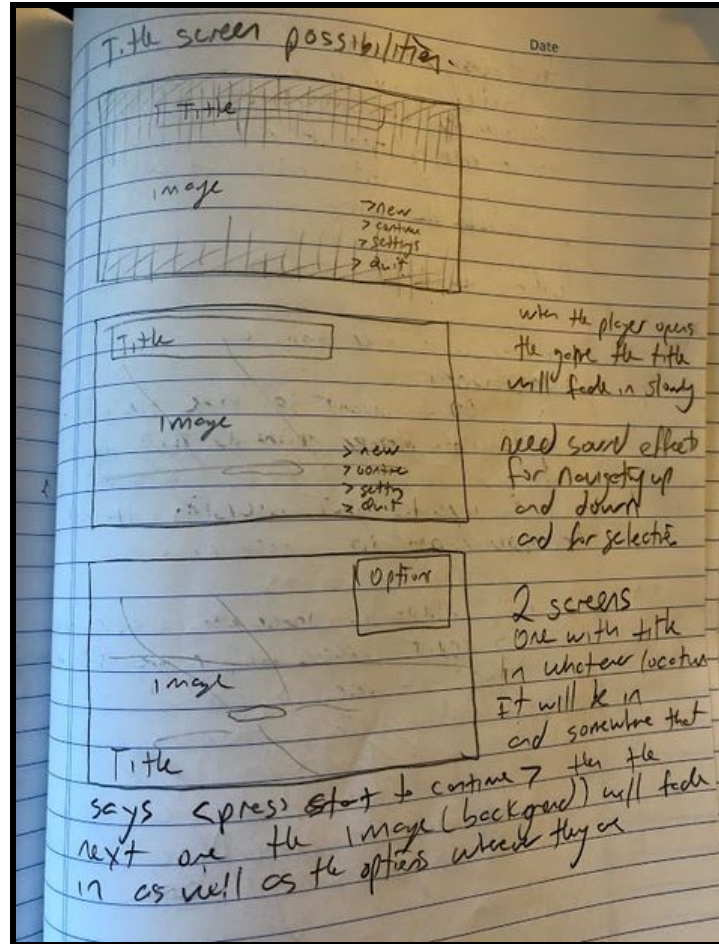 Title screen possibilities.
Date
Title
image
> new
> continue
> settings
> Quit
Title
Image
> new
> contine
> setting
> Quit
when the player opens
the game the title
will fade in slowly
need sound effects
for navigating up
and down
and for selecting
Option
image
Title
2 screens
one with title
in whatever location
It will be in
and somewhere that
says <press start to continue> then the
next one the image (background) will fade
in as well as the options wherever they are